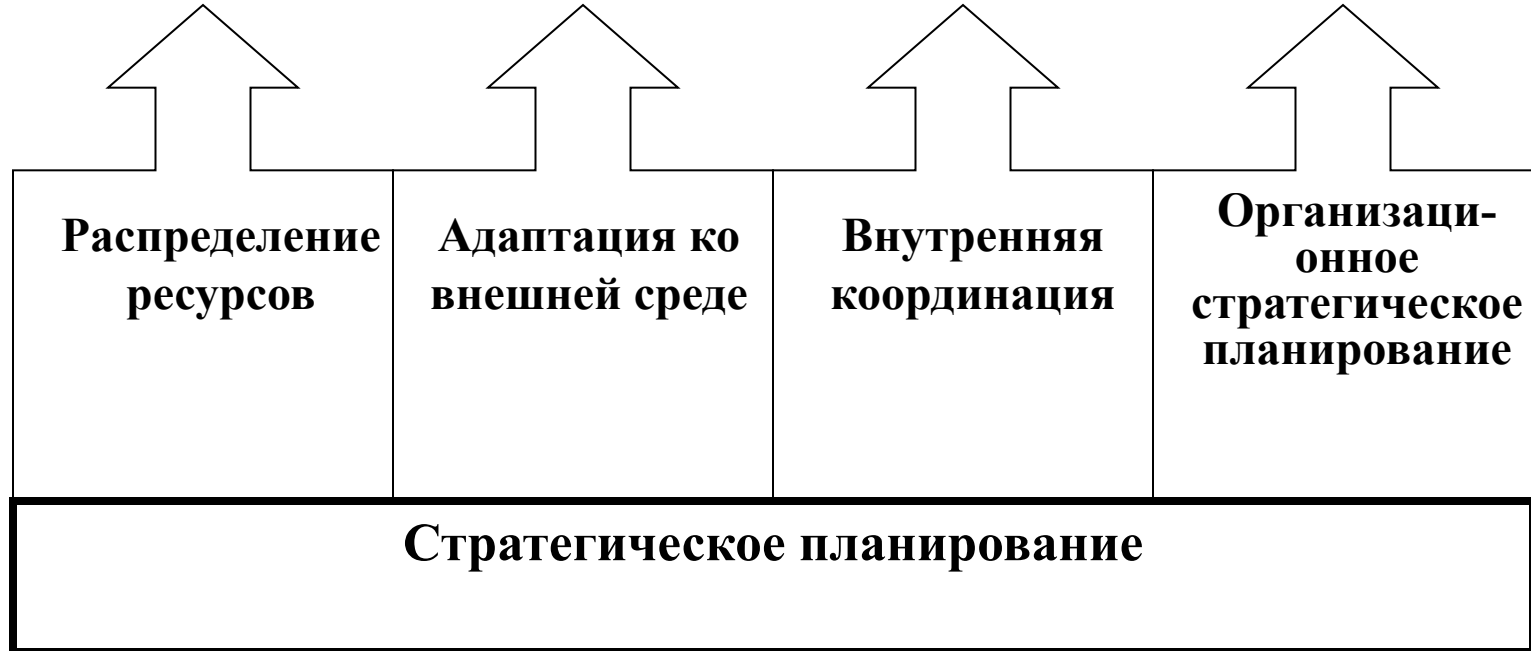 Распределение
ресурсов
Адаптация ко
внешней среде
Внутренняя
координация
Организаци-
онное
стратегическое
планирование
Стратегическое планирование